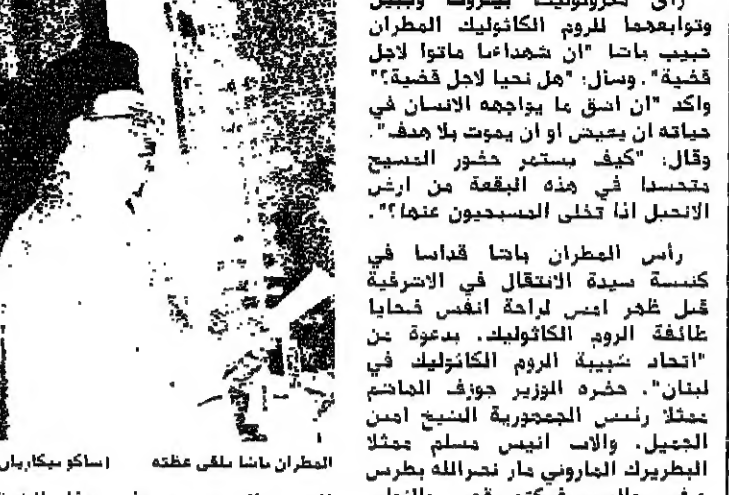 وتوابعهما للروم الكاثوليك المطران
حبيب باشا "ان شهداءنا ماتوا لاجل
قضية". وسأل: "هل نحيا لاجل قضية؟"
واكد "ان اشق ما يواجهه الانسان في
حياته ان يعيش او ان يموت بلا هدف".
وقال: "كيف يستمر حضور المسيح
متجسدا في هذه البقعة من ارض
الانجيل اذا تخلى المسيحيون عنها؟".
رأس المطران باشا قداسا في
كنيسة سيدة الانتقال في الاشرفية
قبل ظهر امس لراحة انفس ضحايا
طائفة الروم الكاثوليك، بدعوة من
"اتحاد شبيبة الروم الكاثوليك في
لبنان". حضره الوزير جوزف الهاشم
ممثلا رئيس الجمهورية الشيخ امين
الجميل، والاب انيس مسلم ممثلا
البطريرك الماروني مار نصرالله بطرس
المطران باشا يلقي عظته